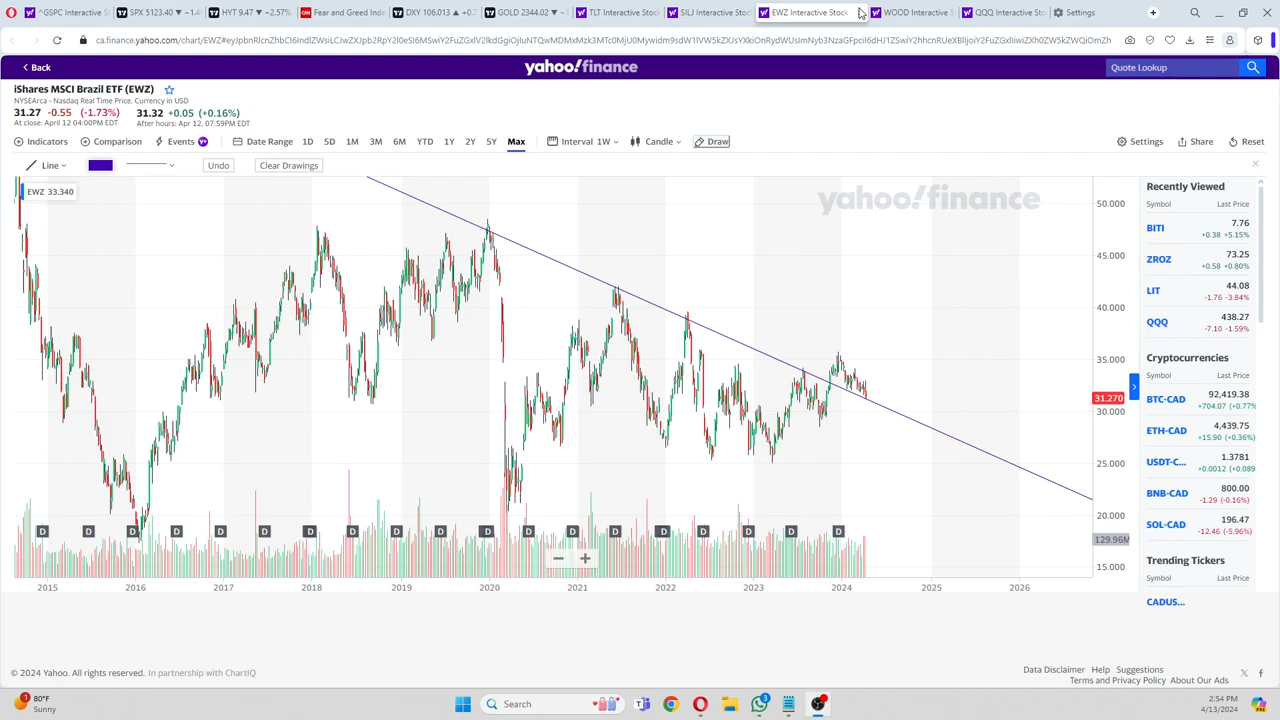 ^GSPC Interactive S
SPX 5123.40 ▼ −1.4
HYT 9.47 ▼ −2.57%
Fear and Greed Inde
DXY 106.013 ▲ +0.
GOLD 2344.02 ▼ −
TLT Interactive Stoc
SILJ Interactive Stoc
EWZ Interactive Stock
WOOD Interactive S
QQQ Interactive Sto
Settings
Back
yahoo!finance
Quote Lookup
iShares MSCI Brazil ETF (EWZ)
NYSEArca - Nasdaq Real Time Price. Currency in USD
31.27 -0.55 (-1.73%)
31.32 +0.05 (+0.16%)
At close: April 12 04:00PM EDT
After hours: Apr 12, 07:59PM EDT
Indicators
Comparison
Events
Date Range
1D 5D 1M 3M 6M YTD 1Y 2Y 5Y Max
Interval 1W
Candle
Draw
Settings
Share
Reset
Line
Undo
Clear Drawings
EWZ 33.340
yahoo!finance
50.000
45.000
40.000
35.000
31.270
30.000
25.000
20.000
129.96M
15.000
D D D D D D D D D D D D D D D D D D D
2015 2016 2017 2018 2019 2020 2021 2022 2023 2024 2025 2026
Recently Viewed
Symbol Last Price
BITI 7.76
+0.38 +5.15%
ZROZ 73.25
+0.58 +0.80%
LIT 44.08
-1.76 -3.84%
QQQ 438.27
-7.10 -1.59%
Cryptocurrencies
Symbol Last Price
BTC-CAD 92,419.38
+704.07 (+0.77%
ETH-CAD 4,439.75
+15.90 (+0.36%)
USDT-C... 1.3781
+0.0012 (+0.089
BNB-CAD 800.00
-1.29 (-0.16%)
SOL-CAD 196.47
-12.46 (-5.96%)
Trending Tickers
Symbol Last Price
CADUS...
© 2024 Yahoo. All rights reserved. In partnership with ChartIQ
Data Disclaimer Help Suggestions
Terms and Privacy Policy About Our Ads
1
80°F
Sunny
Search
3
2:54 PM
4/13/2024